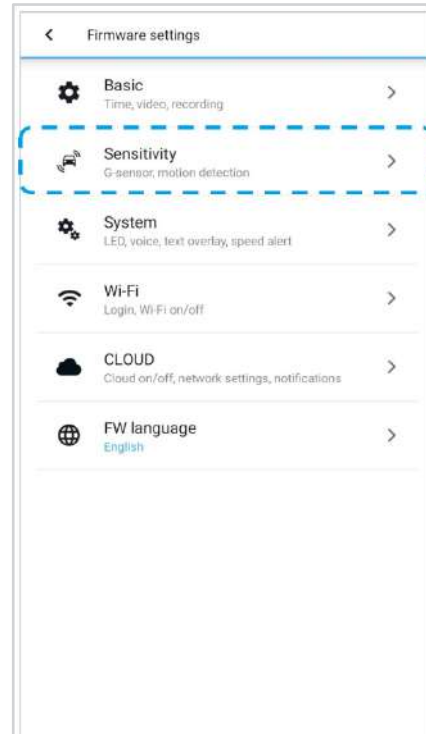 Firmware settings
Basic
Time, video, recording
Sensitivity
G-sensor, motion detection
System
LED, voice, text overlay, speed alert
Wi-Fi
Login, Wi-Fi on/off
CLOUD
Cloud on/off, network settings, notifications
FW language
English